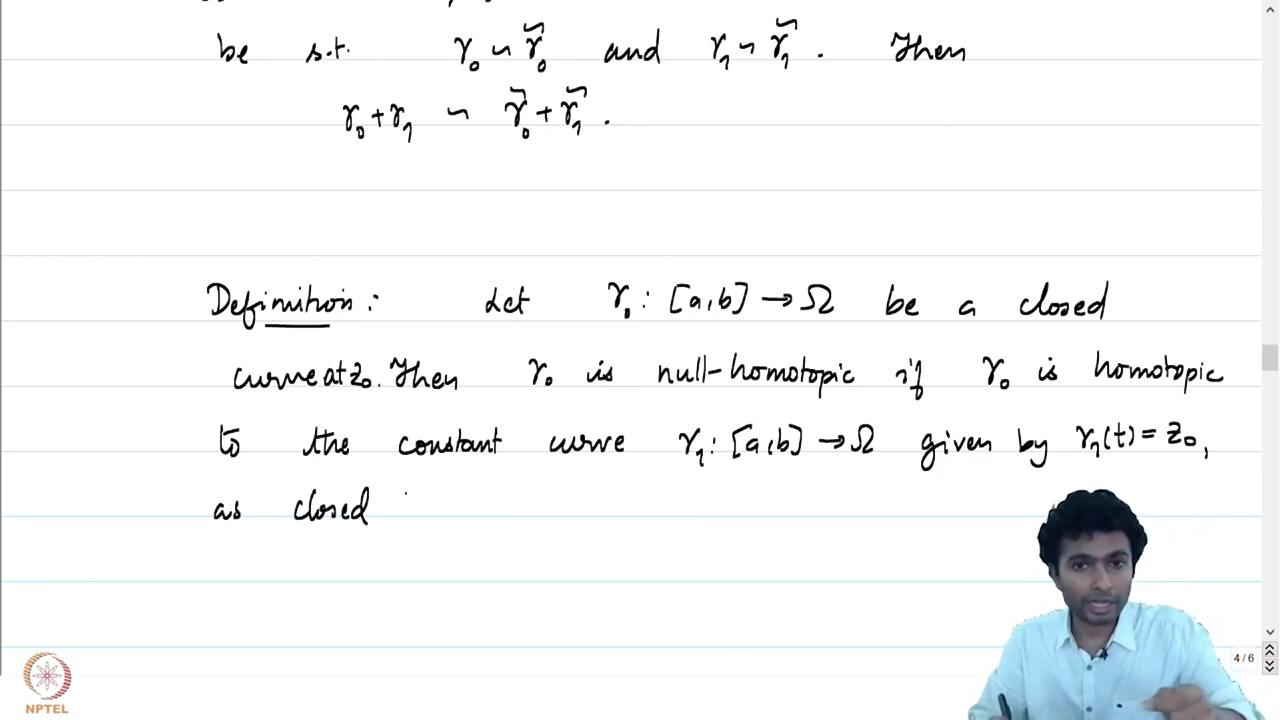 be s.t. γ₀ ~ γ̃₀ and γ₁ ~ γ̃₁ . Then
γ₀+γ₁ ~ γ̃₀+γ̃₁ .
Definition: Let γ₀: [a,b] → Ω be a closed
curve at z₀. Then γ₀ is null-homotopic if γ₀ is homotopic
to the constant curve γ₁: [a,b] → Ω given by γ₁(t) = z₀,
as closed
4 / 6
NPTEL